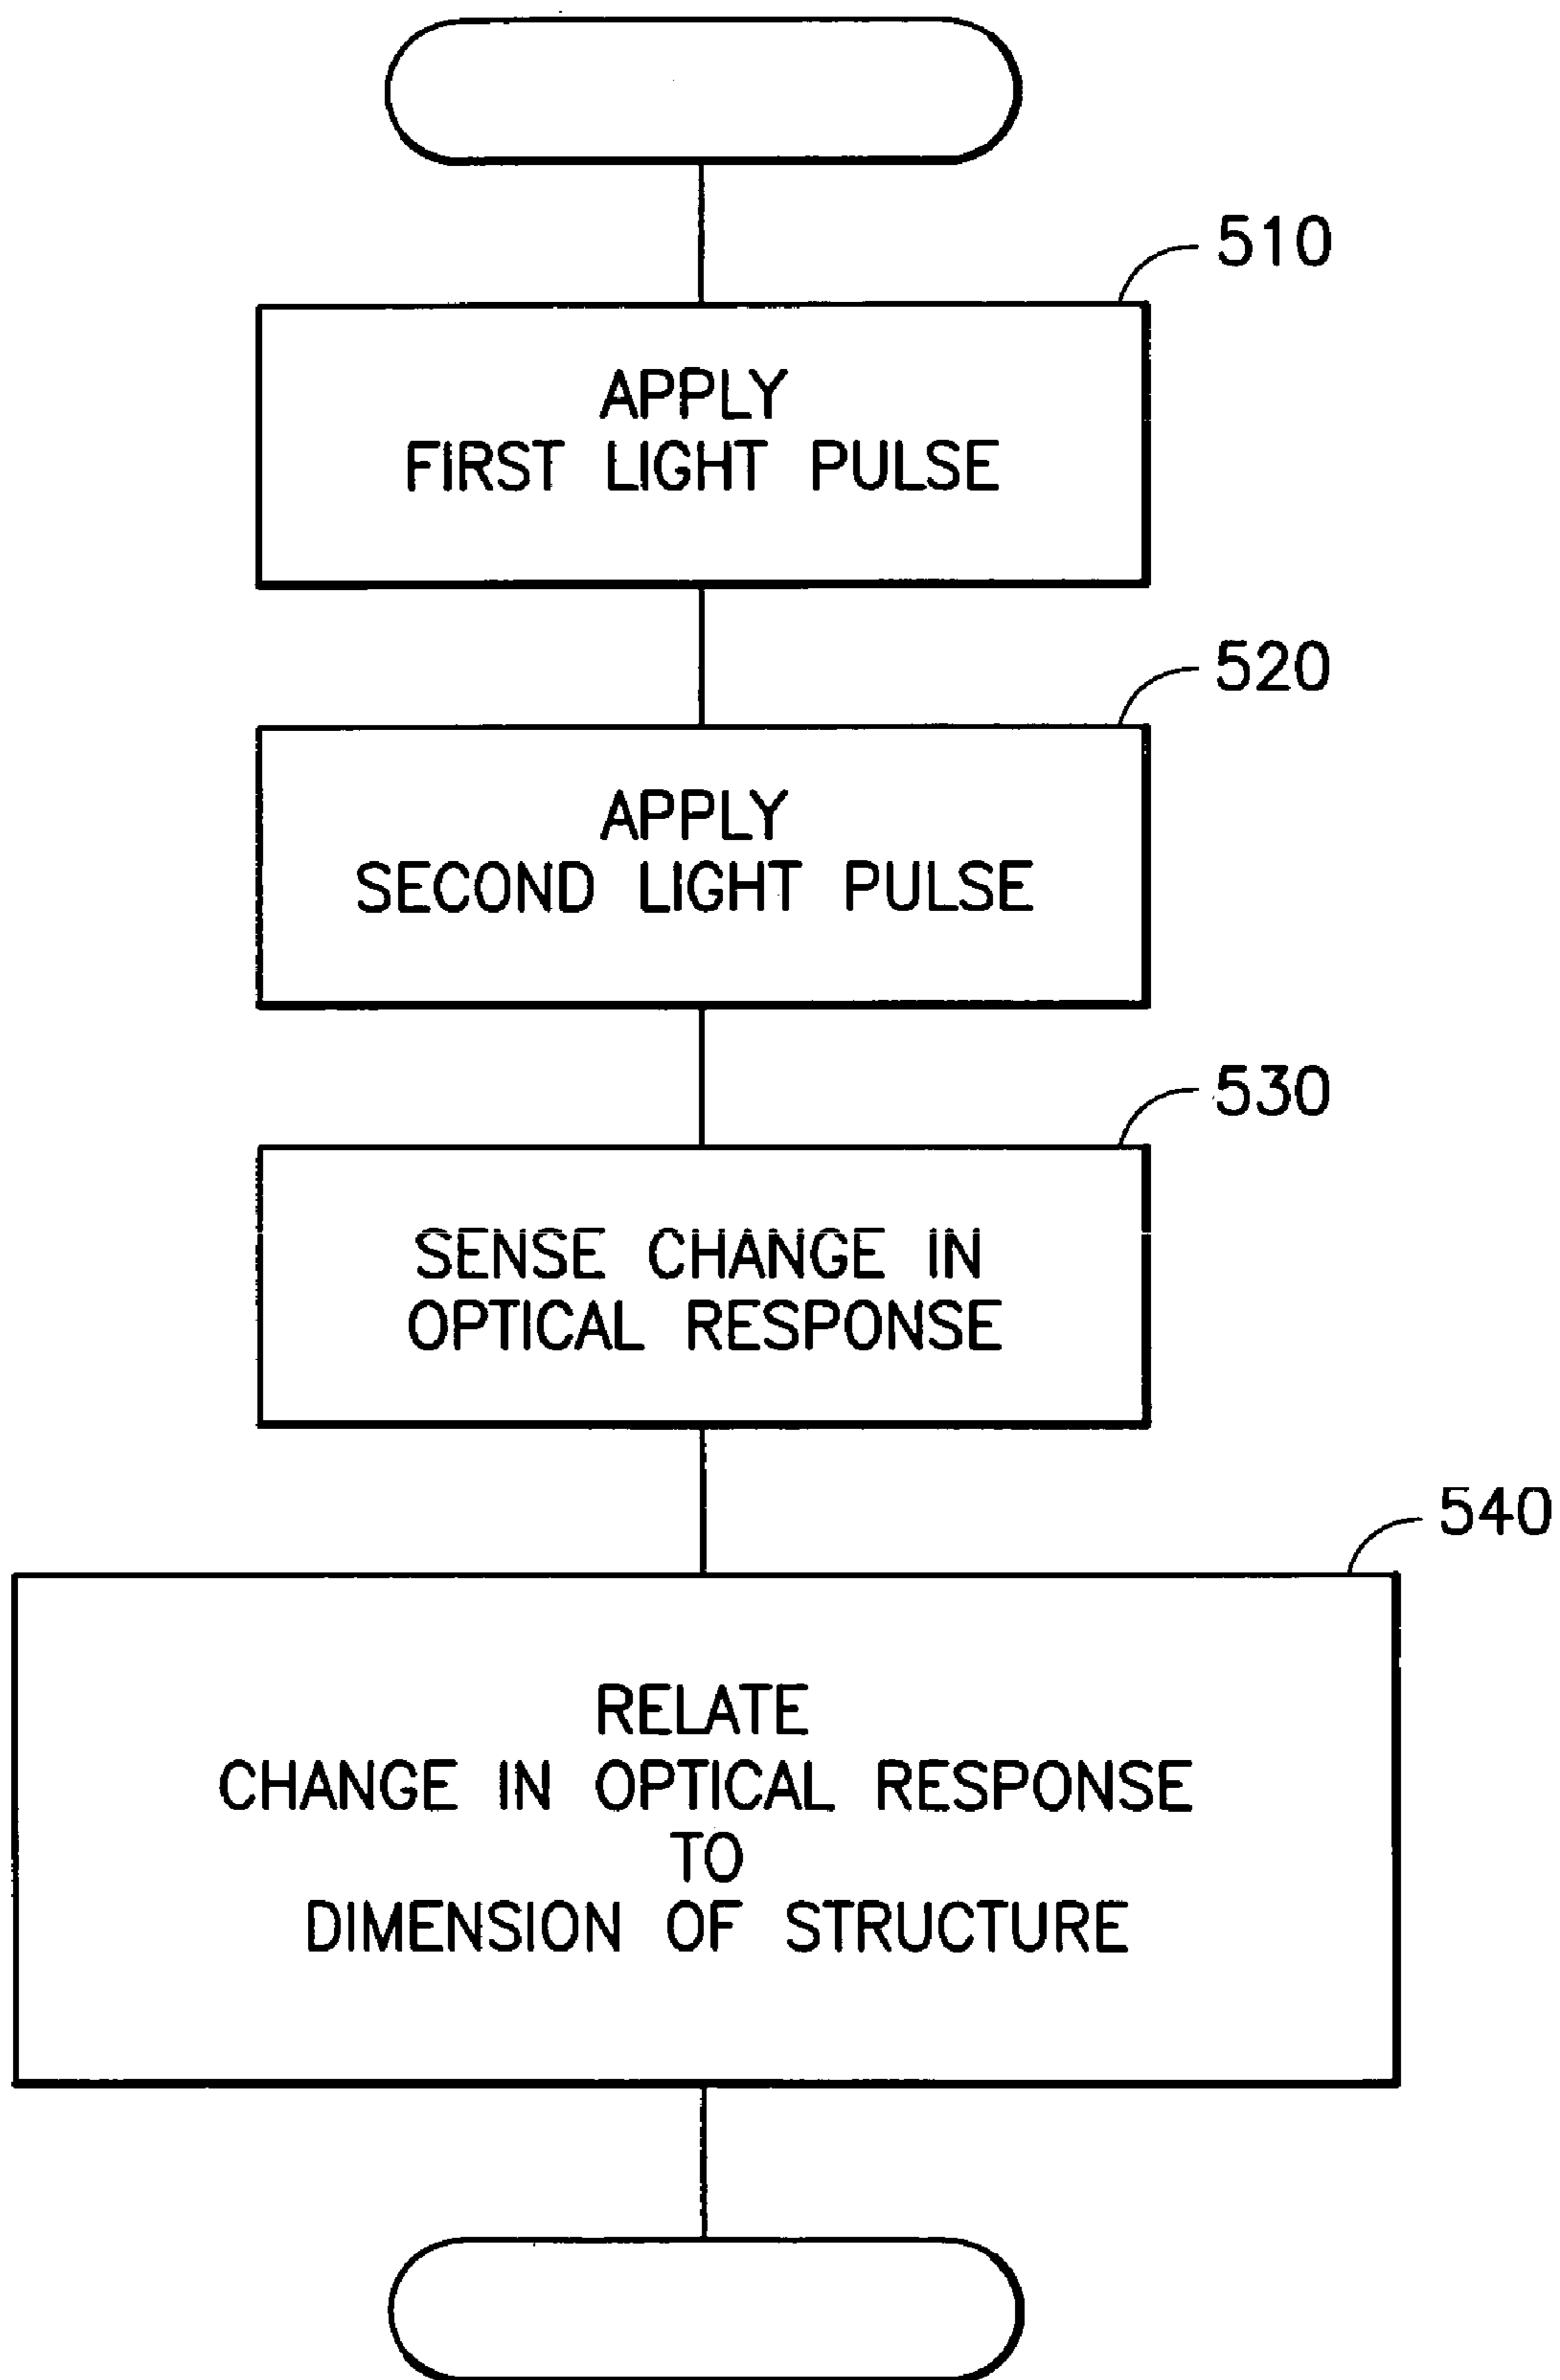 510
APPLY
FIRST LIGHT PULSE
520
APPLY
SECOND LIGHT PULSE
530
SENSE CHANGE IN
OPTICAL RESPONSE
540
RELATE
CHANGE IN OPTICAL RESPONSE
TO
DIMENSION OF STRUCTURE